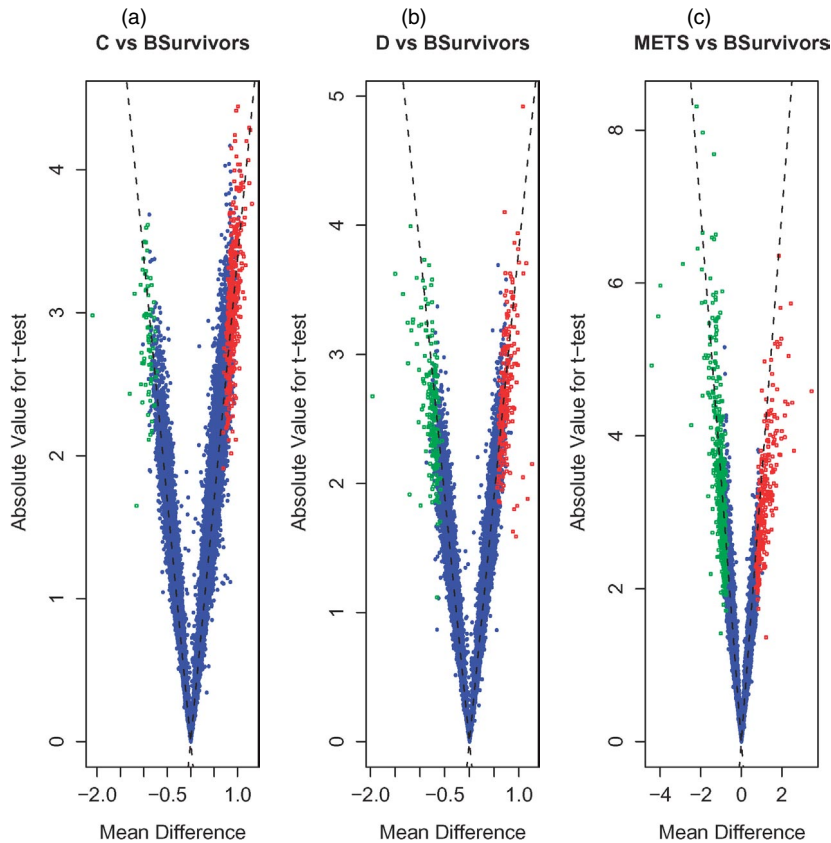 (a)
C vs BSurvivors
Absolute Value for t−test
4
3
2
1
0
−2.0 −0.5 1.0
Mean Difference
(b)
D vs BSurvivors
Absolute Value for t−test
5
4
3
2
1
0
−2.0 −0.5 1.0
Mean Difference
(c)
METS vs BSurvivors
Absolute Value for t−test
8
6
4
2
0
−4 −2 0 2
Mean Difference